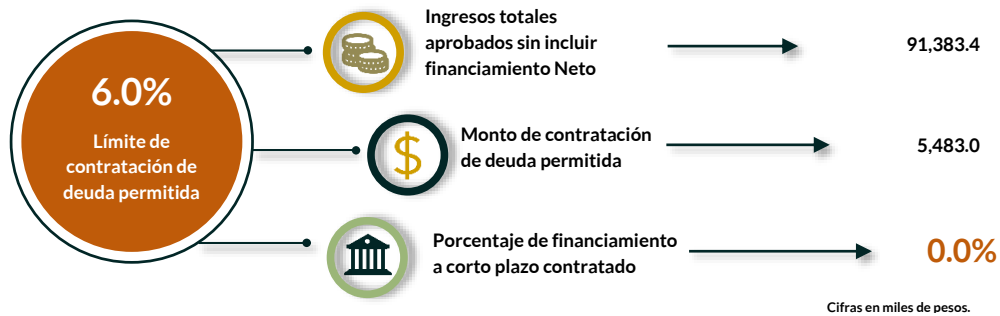 6.0%
Límite de
contratación de
deuda permitida
Ingresos totales
aprobados sin incluir
financiamiento Neto
91,383.4
$
Monto de contratación
de deuda permitida
5,483.0
Porcentaje de financiamiento
a corto plazo contratado
0.0%
Cifras en miles de pesos.